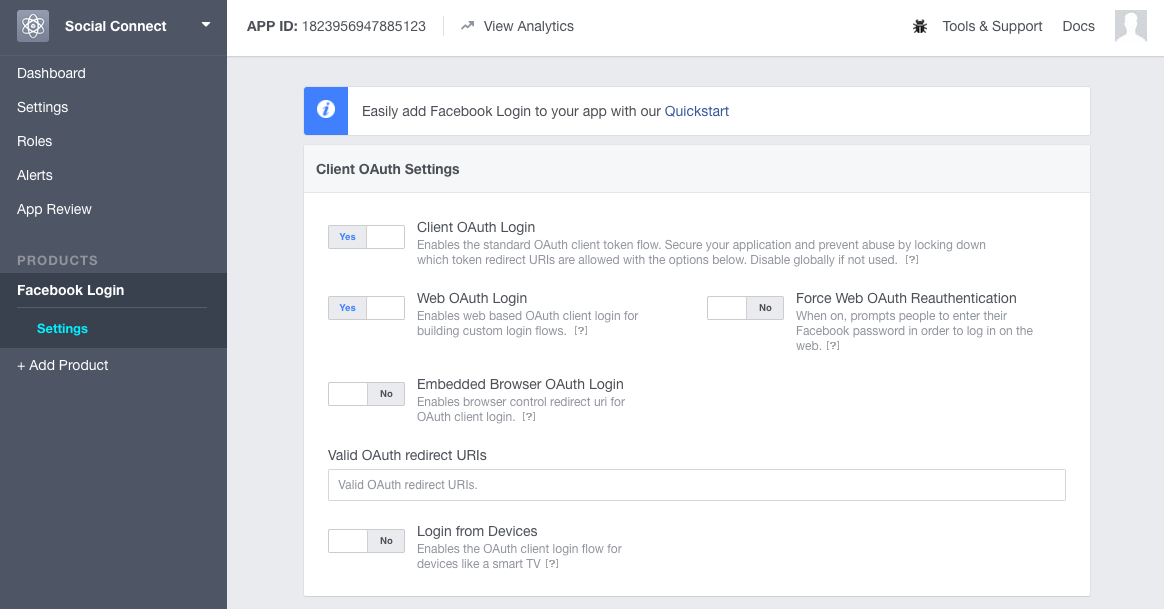 Social Connect
APP ID: 1823956947885123
View Analytics
Tools & Support
Docs
Dashboard
Settings
Roles
Alerts
App Review
PRODUCTS
Facebook Login
Settings
+ Add Product
Easily add Facebook Login to your app with our Quickstart
Client OAuth Settings
Yes
Client OAuth Login
Enables the standard OAuth client token flow. Secure your application and prevent abuse by locking down
which token redirect URIs are allowed with the options below. Disable globally if not used. [?]
Yes
Web OAuth Login
Enables web based OAuth client login for
building custom login flows. [?]
No
Force Web OAuth Reauthentication
When on, prompts people to enter their
Facebook password in order to log in on the
web. [?]
No
Embedded Browser OAuth Login
Enables browser control redirect uri for
OAuth client login. [?]
Valid OAuth redirect URIs
Valid OAuth redirect URIs.
No
Login from Devices
Enables the OAuth client login flow for
devices like a smart TV [?]